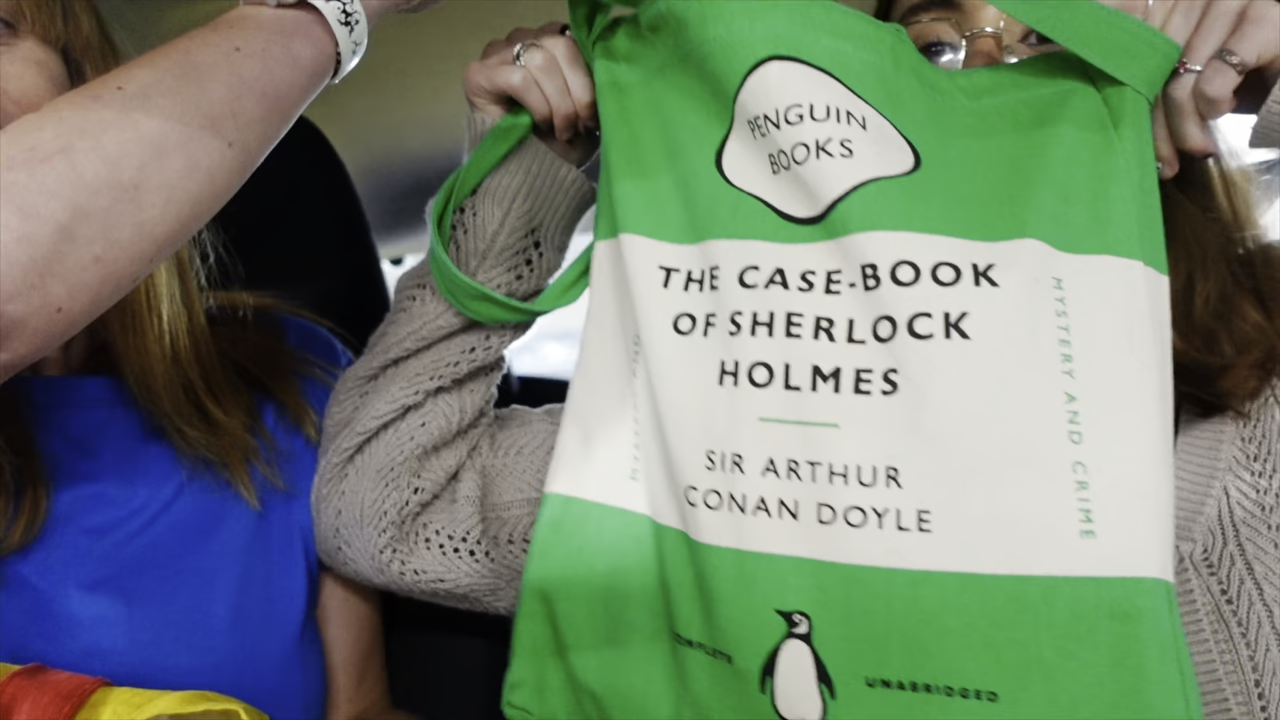 PENGUIN
BOOKS
THE CASE-BOOK
OF SHERLOCK
HOLMES
SIR ARTHUR
CONAN DOYLE
MYSTERY AND CRIME
UNABRIDGED